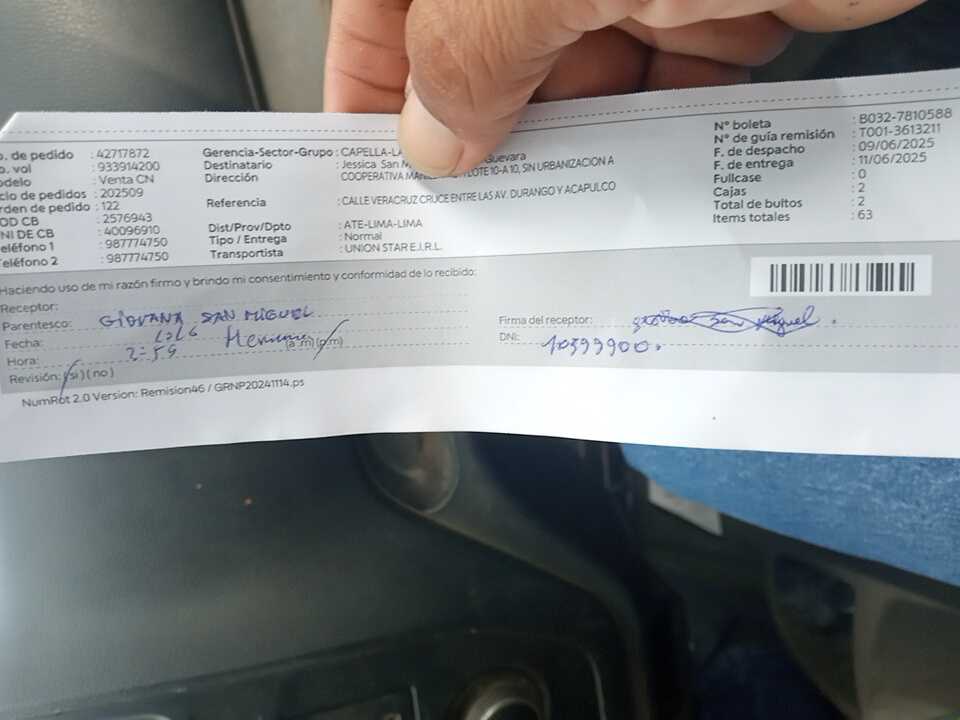 o. de pedido : 42717872
o. val : 933914200
odelo : Venta CN
icio de pedidos : 202509
rden de pedido : 122
OD CB : 2576943
NI DE CB : 40096910
eléfono 1 : 987774750
eléfono 2 : 987774750
Gerencia-Sector-Grupo : CAPELLA-LA
Destinatario : Jessica San M Guevara
Dirección : COOPERATIVA LOTE 10-A 10, SIN URBANIZACION A
Referencia : CALLE VERACRUZ CRUCE ENTRE LAS AV. DURANGO Y ACAPULCO
Dist/Prov/Dpto : ATE-LIMA-LIMA
Tipo / Entrega : Normal
Transportista : UNION STAR E.I.R.L.
N° boleta : B032-7810588
N° de guía remisión : T001-3613211
F. de despacho : 09/06/2025
F. de entrega : 11/06/2025
Fullcase : 0
Cajas : 2
Total de bultos : 2
Items totales : 63
Haciendo uso de mi razón firmo y brindo mi consentimiento y conformidad de lo recibido:
Receptor: GIOVANA SAN MIGUEL
Parentesco:
Fecha:
Hora: 2-59 (a.m) (p.m)
Revisión: (si) (no)
Firma del receptor: San Miguel
DNI: 10399900.
NumRot 2.0 Version: Remision46 / GRNP20241114.ps